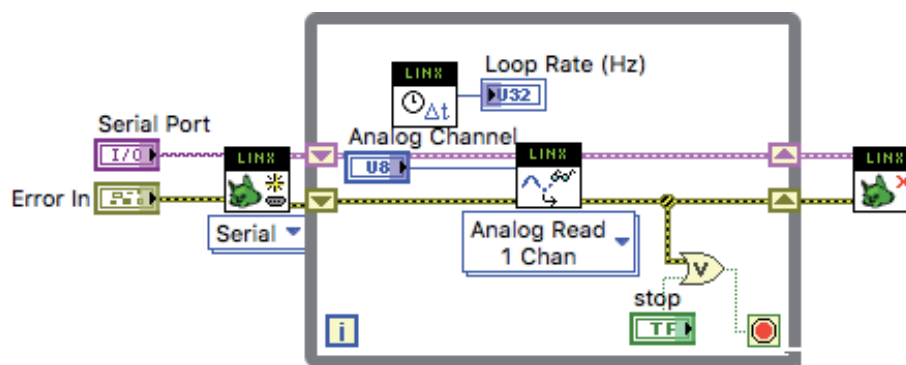 LINX
Loop Rate (Hz)
U32
Serial Port
I/O
Analog Channel
U8
LINX
LINX
LINX
Δt
Error In
Serial
Analog Read
1 Chan
V
stop
TF
i